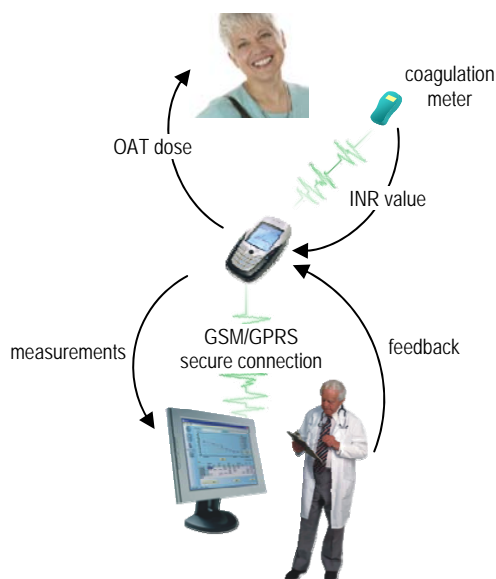 coagulation
meter
OAT dose
INR value
GSM/GPRS
secure connection
measurements
feedback